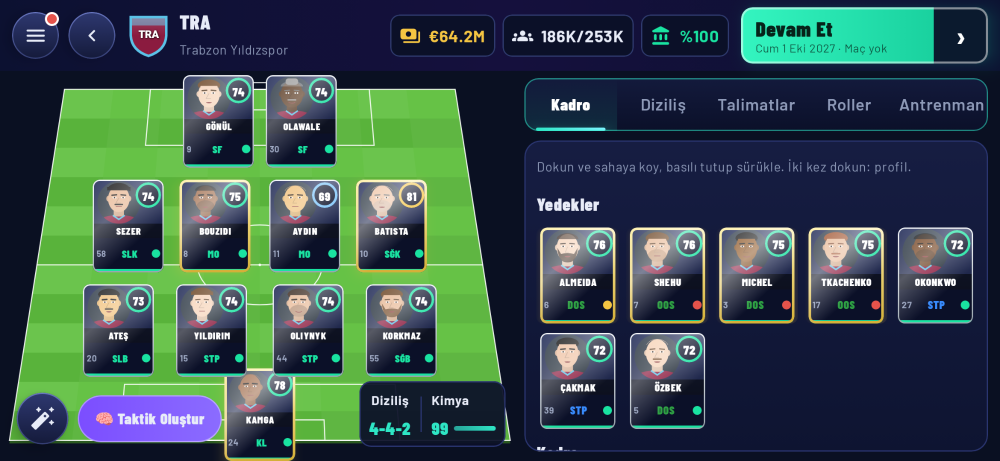 TRA
TRA
Trabzon Yıldızspor
€64.2M
186K/253K
%100
Devam Et
Cum 1 Eki 2027 · Maç yok
74
GÖNÜL
9 SF
74
OLAWALE
30 SF
74
SEZER
58 SLK
75
BOUZIDI
8 MO
69
AYDIN
11 MO
81
BATISTA
10 SĞK
73
ATEŞ
20 SLB
74
YILDIRIM
15 STP
74
OLIYNYK
44 STP
74
KORKMAZ
55 SĞB
78
KAMGA
24 KL
🧠 Taktik Oluştur
Diziliş Kimya
4-4-2 99
Kadro Diziliş Talimatlar Roller Antrenman
Dokun ve sahaya koy, basılı tutup sürükle. İki kez dokun: profil.
Yedekler
76
ALMEIDA
6 DOS
76
SHEHU
7 OOS
75
MICHEL
3 DOS
75
TKACHENKO
17 OOS
72
OKONKWO
27 STP
72
ÇAKMAK
39 STP
72
ÖZBEK
5 DOS